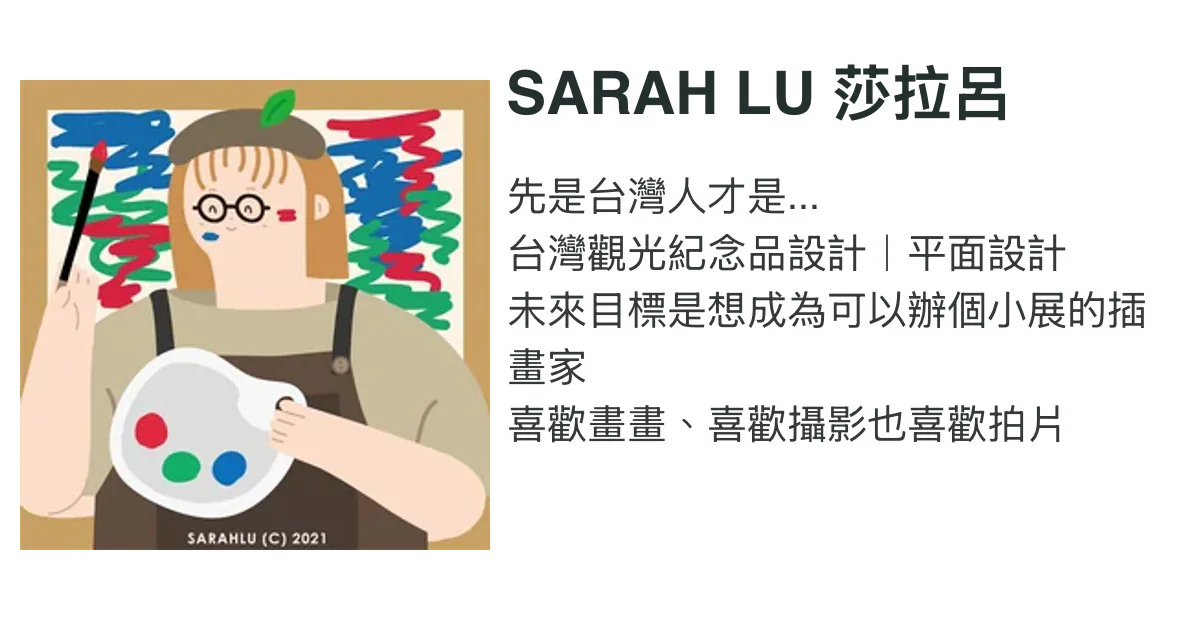 SARAH LU 莎拉呂
先是台灣人才是...
台灣觀光紀念品設計｜平面設計
未來目標是想成為可以辦個小展的插
畫家
喜歡畫畫、喜歡攝影也喜歡拍片
SARAHLU (C) 2021